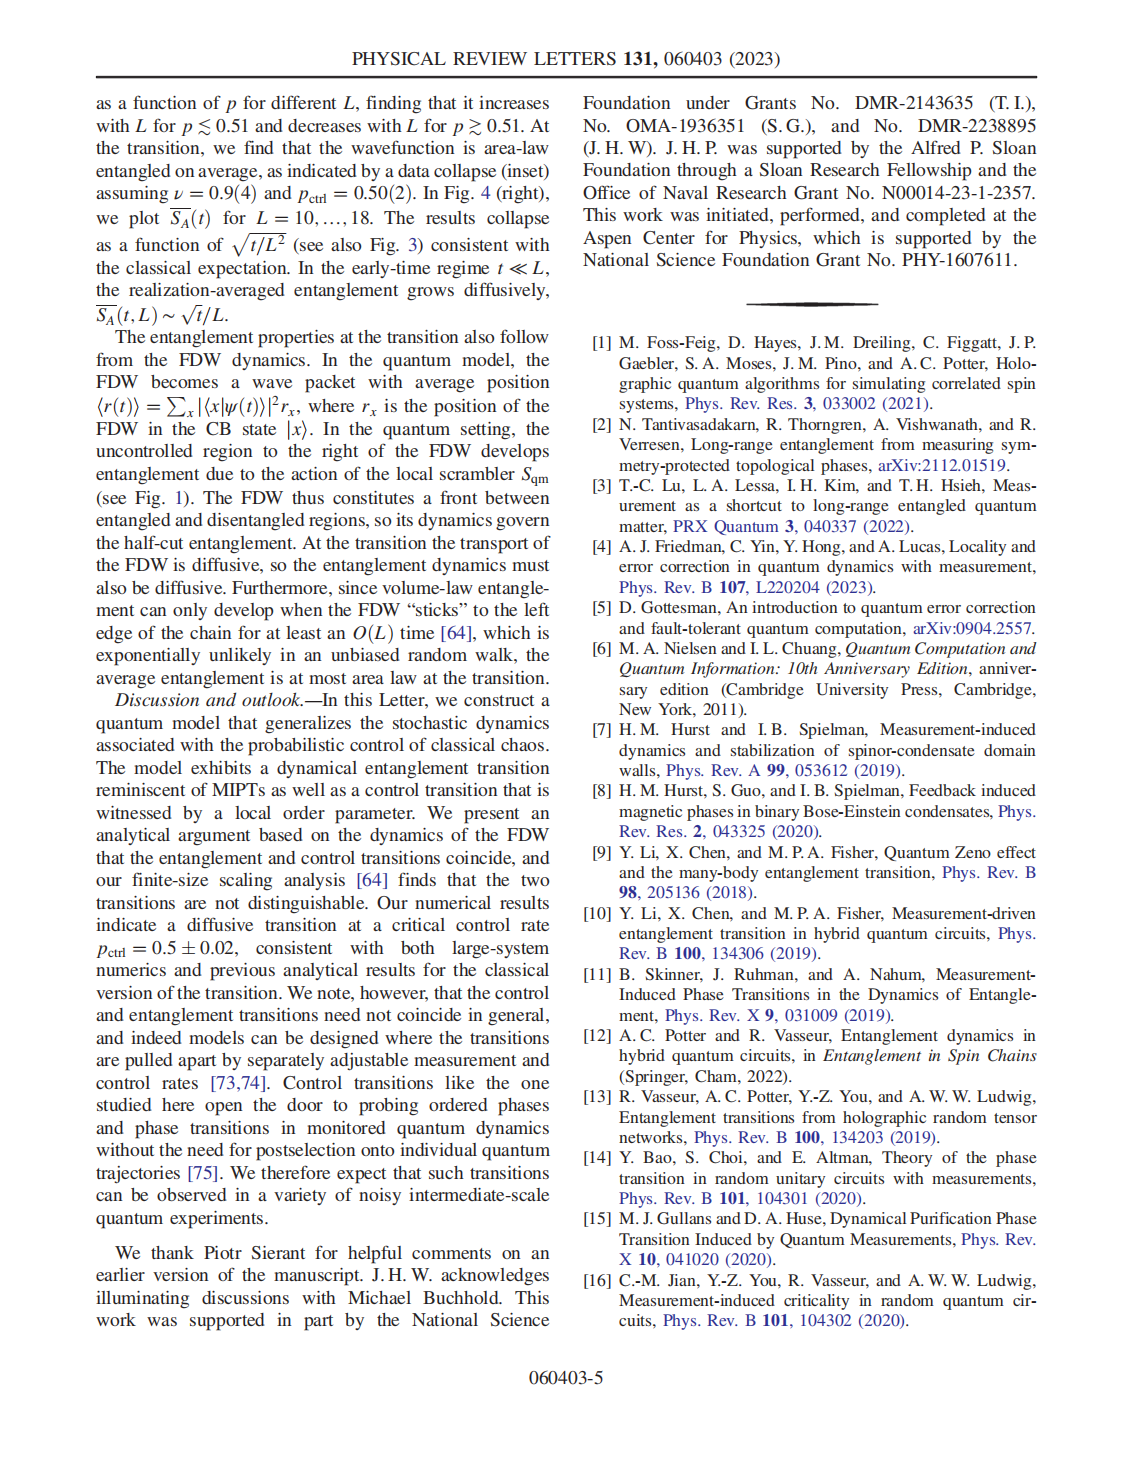 PHYSICAL REVIEW LETTERS 131, 060403 (2023)
as a function of p for different L, finding that it increases
with L for p ≲ 0.51 and decreases with L for p ≳ 0.51. At
the transition, we find that the wavefunction is area-law
entangled on average, as indicated by a data collapse (inset)
assuming ν = 0.9(4) and p_ctrl = 0.50(2). In Fig. 4 (right),
we plot \overline{S_A}(t) for L = 10, …, 18. The results collapse
as a function of √(t/L²) (see also Fig. 3) consistent with
the classical expectation. In the early-time regime t ≪ L,
the realization-averaged entanglement grows diffusively,
\overline{S_A}(t, L) ~ √t/L.
The entanglement properties at the transition also follow
from the FDW dynamics. In the quantum model, the
FDW becomes a wave packet with average position
⟨r(t)⟩ = ∑_x |⟨x|ψ(t)⟩|² r_x, where r_x is the position of the
FDW in the CB state |x⟩. In the quantum setting, the
uncontrolled region to the right of the FDW develops
entanglement due to the action of the local scrambler S_qm
(see Fig. 1). The FDW thus constitutes a front between
entangled and disentangled regions, so its dynamics govern
the half-cut entanglement. At the transition the transport of
the FDW is diffusive, so the entanglement dynamics must
also be diffusive. Furthermore, since volume-law entangle-
ment can only develop when the FDW “sticks” to the left
edge of the chain for at least an O(L) time [64], which is
exponentially unlikely in an unbiased random walk, the
average entanglement is at most area law at the transition.
Discussion and outlook.—In this Letter, we construct a
quantum model that generalizes the stochastic dynamics
associated with the probabilistic control of classical chaos.
The model exhibits a dynamical entanglement transition
reminiscent of MIPTs as well as a control transition that is
witnessed by a local order parameter. We present an
analytical argument based on the dynamics of the FDW
that the entanglement and control transitions coincide, and
our finite-size scaling analysis [64] finds that the two
transitions are not distinguishable. Our numerical results
indicate a diffusive transition at a critical control rate
p_ctrl = 0.5 ± 0.02, consistent with both large-system
numerics and previous analytical results for the classical
version of the transition. We note, however, that the control
and entanglement transitions need not coincide in general,
and indeed models can be designed where the transitions
are pulled apart by separately adjustable measurement and
control rates [73,74]. Control transitions like the one
studied here open the door to probing ordered phases
and phase transitions in monitored quantum dynamics
without the need for postselection onto individual quantum
trajectories [75]. We therefore expect that such transitions
can be observed in a variety of noisy intermediate-scale
quantum experiments.
We thank Piotr Sierant for helpful comments on an
earlier version of the manuscript. J. H. W. acknowledges
illuminating discussions with Michael Buchhold. This
work was supported in part by the National Science
Foundation under Grants No. DMR-2143635 (T. I.),
No. OMA-1936351 (S. G.), and No. DMR-2238895
(J. H. W). J. H. P. was supported by the Alfred P. Sloan
Foundation through a Sloan Research Fellowship and the
Office of Naval Research Grant No. N00014-23-1-2357.
This work was initiated, performed, and completed at the
Aspen Center for Physics, which is supported by the
National Science Foundation Grant No. PHY-1607611.
[1] M. Foss-Feig, D. Hayes, J. M. Dreiling, C. Figgatt, J. P.
Gaebler, S. A. Moses, J. M. Pino, and A. C. Potter, Holo-
graphic quantum algorithms for simulating correlated spin
systems, Phys. Rev. Res. 3, 033002 (2021).
[2] N. Tantivasadakarn, R. Thorngren, A. Vishwanath, and R.
Verresen, Long-range entanglement from measuring sym-
metry-protected topological phases, arXiv:2112.01519.
[3] T.-C. Lu, L. A. Lessa, I. H. Kim, and T. H. Hsieh, Meas-
urement as a shortcut to long-range entangled quantum
matter, PRX Quantum 3, 040337 (2022).
[4] A. J. Friedman, C. Yin, Y. Hong, and A. Lucas, Locality and
error correction in quantum dynamics with measurement,
Phys. Rev. B 107, L220204 (2023).
[5] D. Gottesman, An introduction to quantum error correction
and fault-tolerant quantum computation, arXiv:0904.2557.
[6] M. A. Nielsen and I. L. Chuang, Quantum Computation and
Quantum Information: 10th Anniversary Edition, anniver-
sary edition (Cambridge University Press, Cambridge,
New York, 2011).
[7] H. M. Hurst and I. B. Spielman, Measurement-induced
dynamics and stabilization of spinor-condensate domain
walls, Phys. Rev. A 99, 053612 (2019).
[8] H. M. Hurst, S. Guo, and I. B. Spielman, Feedback induced
magnetic phases in binary Bose-Einstein condensates, Phys.
Rev. Res. 2, 043325 (2020).
[9] Y. Li, X. Chen, and M. P. A. Fisher, Quantum Zeno effect
and the many-body entanglement transition, Phys. Rev. B
98, 205136 (2018).
[10] Y. Li, X. Chen, and M. P. A. Fisher, Measurement-driven
entanglement transition in hybrid quantum circuits, Phys.
Rev. B 100, 134306 (2019).
[11] B. Skinner, J. Ruhman, and A. Nahum, Measurement-
Induced Phase Transitions in the Dynamics of Entangle-
ment, Phys. Rev. X 9, 031009 (2019).
[12] A. C. Potter and R. Vasseur, Entanglement dynamics in
hybrid quantum circuits, in Entanglement in Spin Chains
(Springer, Cham, 2022).
[13] R. Vasseur, A. C. Potter, Y.-Z. You, and A. W. W. Ludwig,
Entanglement transitions from holographic random tensor
networks, Phys. Rev. B 100, 134203 (2019).
[14] Y. Bao, S. Choi, and E. Altman, Theory of the phase
transition in random unitary circuits with measurements,
Phys. Rev. B 101, 104301 (2020).
[15] M. J. Gullans and D. A. Huse, Dynamical Purification Phase
Transition Induced by Quantum Measurements, Phys. Rev.
X 10, 041020 (2020).
[16] C.-M. Jian, Y.-Z. You, R. Vasseur, and A. W. W. Ludwig,
Measurement-induced criticality in random quantum cir-
cuits, Phys. Rev. B 101, 104302 (2020).
060403-5